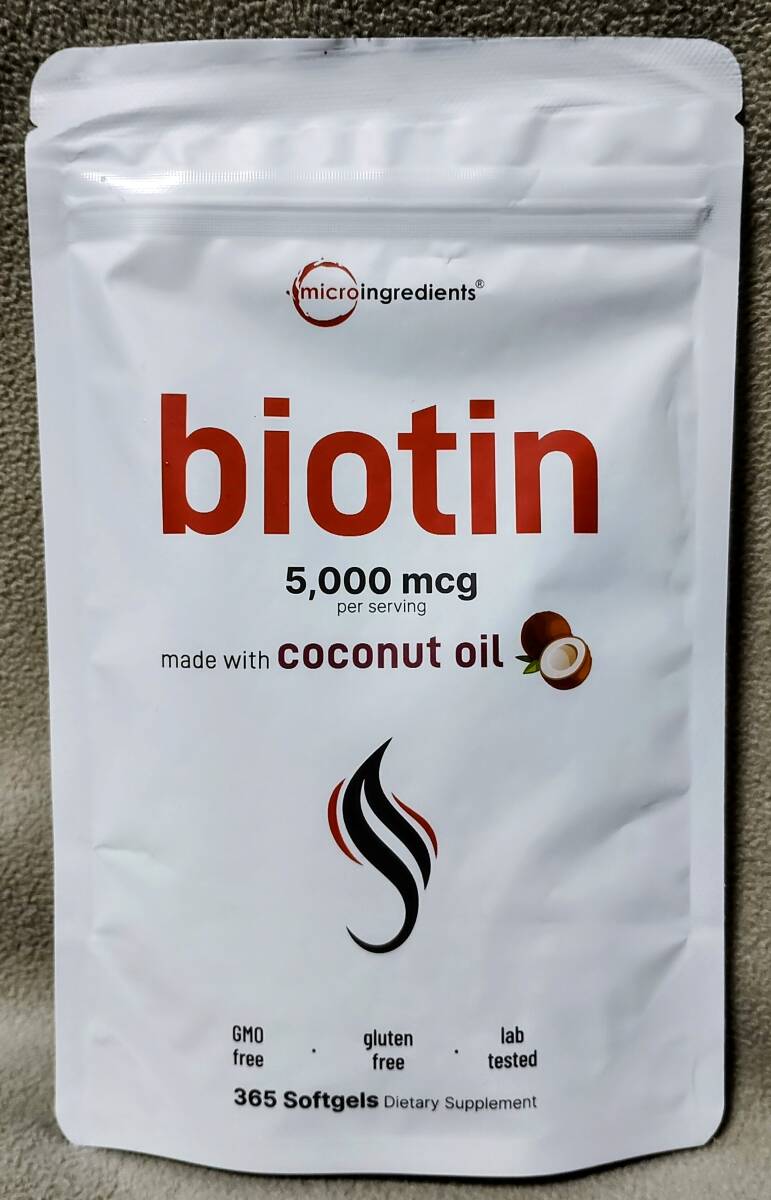 microingredients®
biotin
5,000 mcg
per serving
made with coconut oil
GMO free · gluten free · lab tested
365 Softgels Dietary Supplement